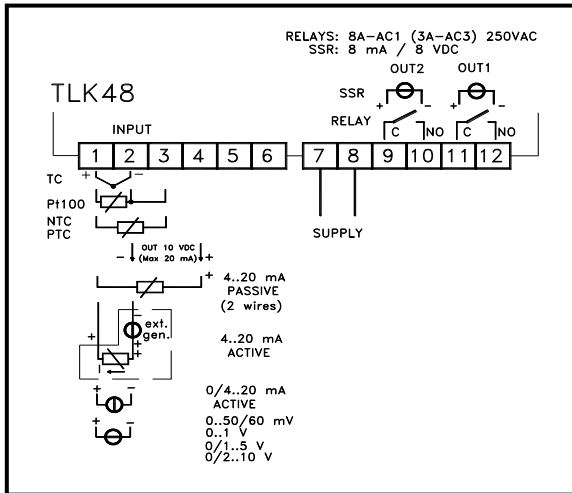 RELAYS: 8A-AC1 (3A-AC3) 250VAC
SSR: 8 mA / 8 VDC
OUT2 OUT1
TLK48
SSR + - + -
RELAY
INPUT C NO C NO
1 2 3 4 5 6 7 8 9 10 11 12
TC + -
Pt100
NTC
PTC
SUPPLY
- OUT 10 VDC +
(Max 20 mA)
+
4..20 mA
PASSIVE
(2 wires)
-
+ ext.
gen.
+
+
4..20 mA
ACTIVE
I
+ -
0/4..20 mA
ACTIVE
+ -
0..50/60 mV
0..1 V
0/1..5 V
0/2..10 V